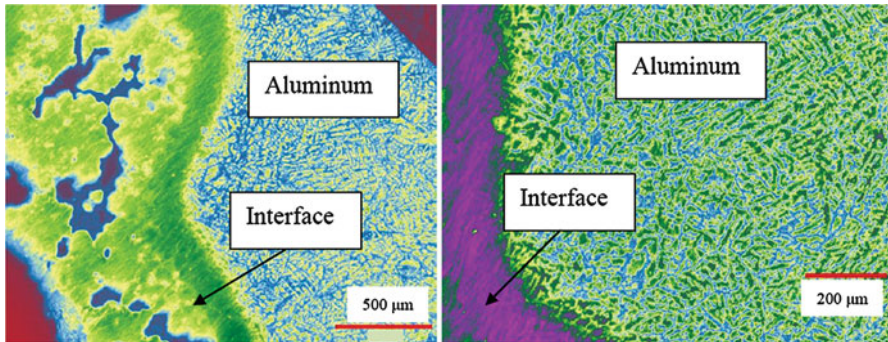 Aluminum
Interface
500 µm
Aluminum
Interface
200 µm